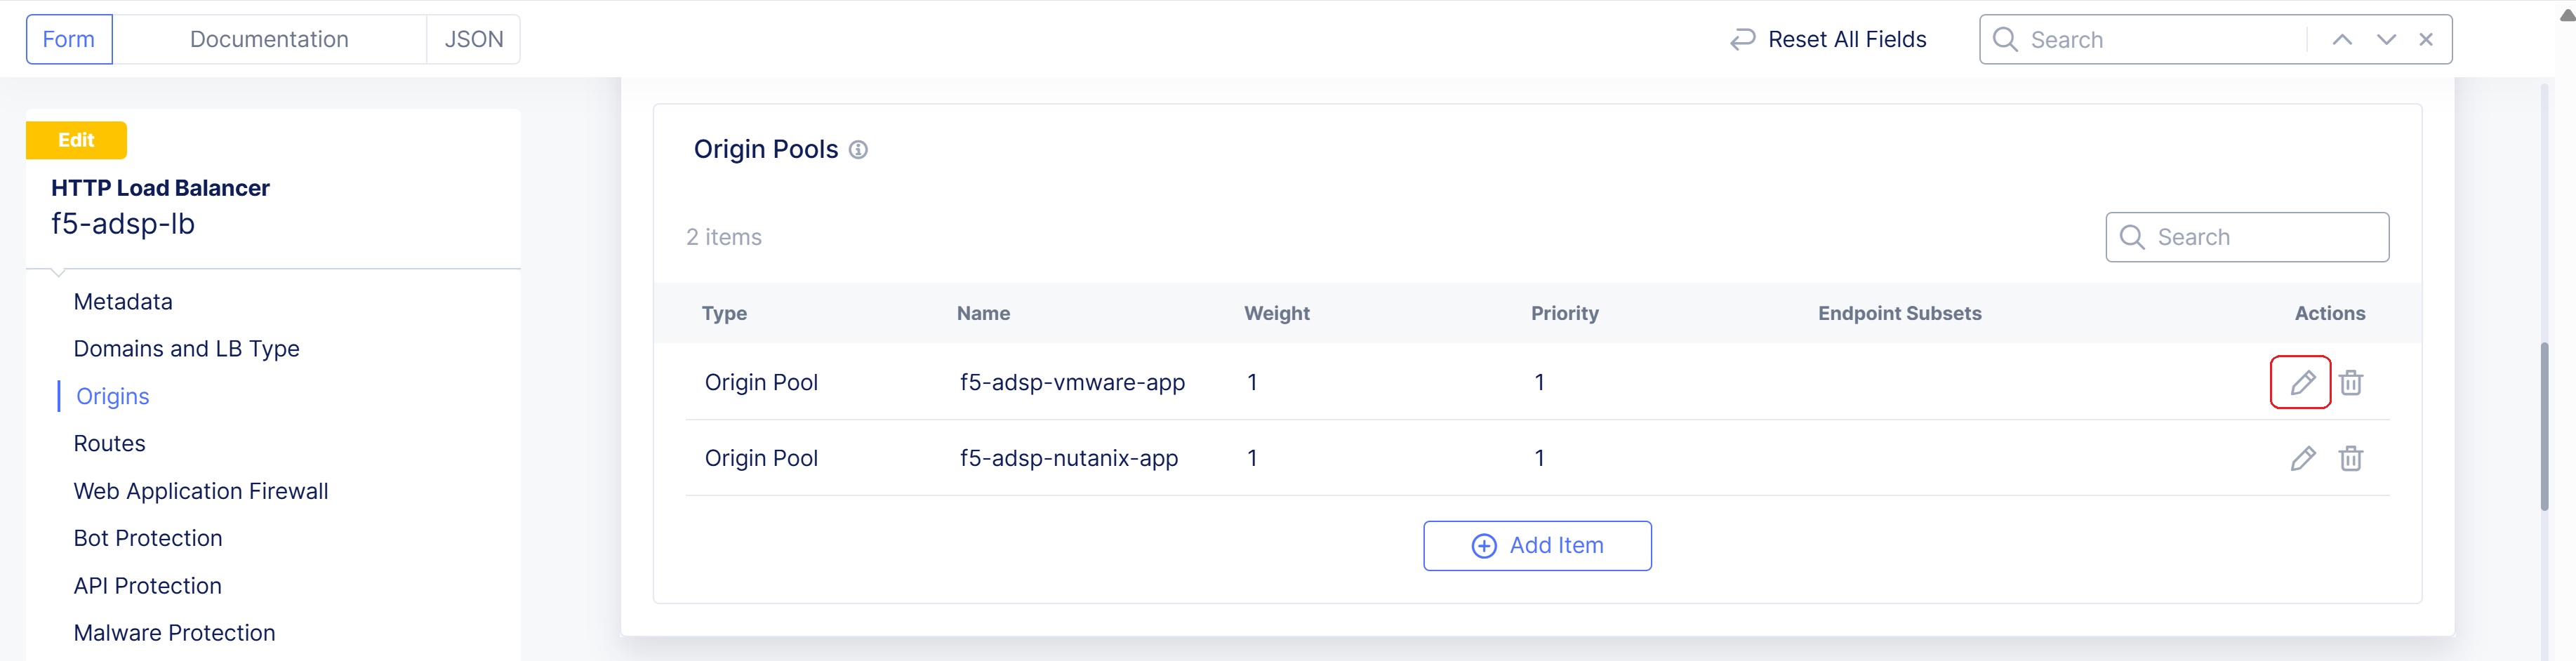 Form
Documentation
JSON
Reset All Fields
Search
Edit
HTTP Load Balancer
f5-adsp-lb
Metadata
Domains and LB Type
Origins
Routes
Web Application Firewall
Bot Protection
API Protection
Malware Protection
Origin Pools
2 items
Search
Type Name Weight Priority Endpoint Subsets Actions
Origin Pool f5-adsp-vmware-app 1 1
Origin Pool f5-adsp-nutanix-app 1 1
Add Item